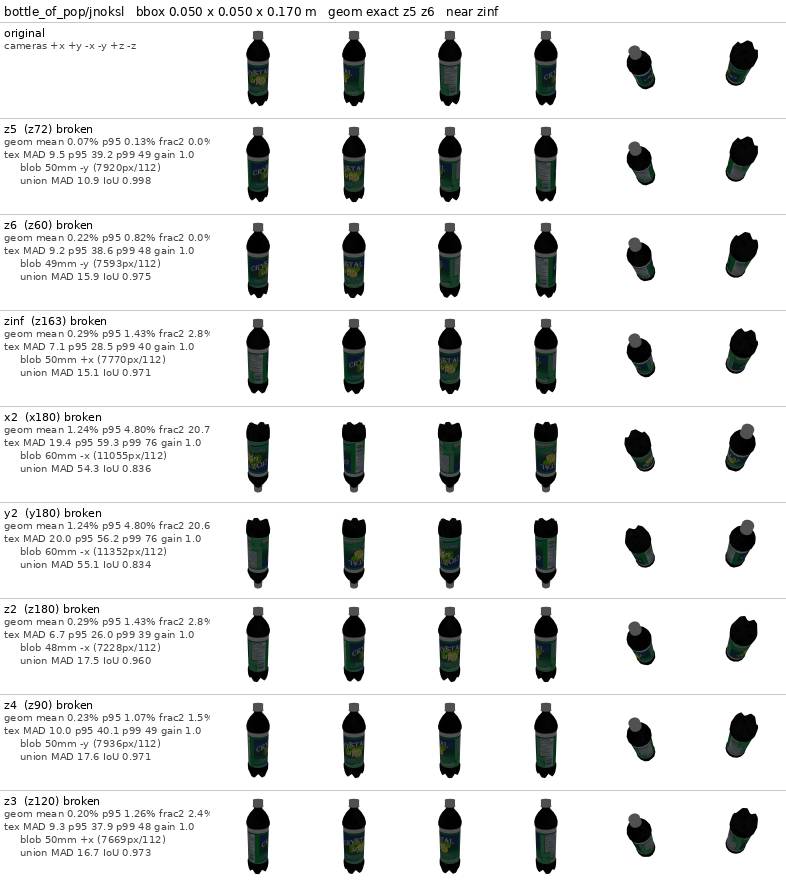 bottle_of_pop/jnoksl   bbox 0.050 x 0.050 x 0.170 m   geom exact z5 z6   near zinf
original
cameras +x +y -x -y +z -z
z5  (z72) broken
geom mean 0.07% p95 0.13% frac2 0.0%
tex MAD 9.5 p95 39.2 p99 49 gain 1.0
blob 50mm -y (7920px/112)
union MAD 10.9 IoU 0.998
z6  (z60) broken
geom mean 0.22% p95 0.82% frac2 0.0%
tex MAD 9.2 p95 38.6 p99 48 gain 1.0
blob 49mm -y (7593px/112)
union MAD 15.9 IoU 0.975
zinf  (z163) broken
geom mean 0.29% p95 1.43% frac2 2.8%
tex MAD 7.1 p95 28.5 p99 40 gain 1.0
blob 50mm +x (7770px/112)
union MAD 15.1 IoU 0.971
x2  (x180) broken
geom mean 1.24% p95 4.80% frac2 20.7
tex MAD 19.4 p95 59.3 p99 76 gain 1.0
blob 60mm -x (11055px/112)
union MAD 54.3 IoU 0.836
y2  (y180) broken
geom mean 1.24% p95 4.80% frac2 20.6
tex MAD 20.0 p95 56.2 p99 76 gain 1.0
blob 60mm -x (11352px/112)
union MAD 55.1 IoU 0.834
z2  (z180) broken
geom mean 0.29% p95 1.43% frac2 2.8%
tex MAD 6.7 p95 26.0 p99 39 gain 1.0
blob 48mm -x (7228px/112)
union MAD 17.5 IoU 0.960
z4  (z90) broken
geom mean 0.23% p95 1.07% frac2 1.5%
tex MAD 10.0 p95 40.1 p99 49 gain 1.0
blob 50mm -y (7936px/112)
union MAD 17.6 IoU 0.971
z3  (z120) broken
geom mean 0.20% p95 1.26% frac2 2.4%
tex MAD 9.3 p95 37.9 p99 48 gain 1.0
blob 50mm +x (7669px/112)
union MAD 16.7 IoU 0.973